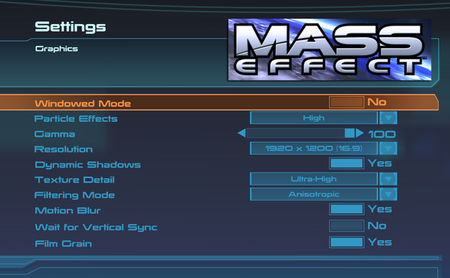 Settings
Graphics
MASS
EFFECT
Windowed Mode No
Particle Effects High
Gamma 100
Resolution 1920 x 1200 (16:9)
Dynamic Shadows Yes
Texture Detail Ultra-High
Filtering Mode Anisotropic
Motion Blur Yes
Wait for Vertical Sync No
Film Grain Yes